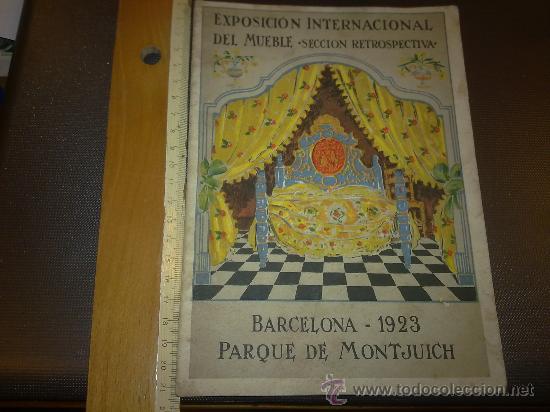 EXPOSICIÓN INTERNACIONAL
DEL MUEBLE - SECCIÓN RETROSPECTIVA -
BARCELONA - 1923
PARQUE DE MONTJUICH
© www.todocoleccion.net